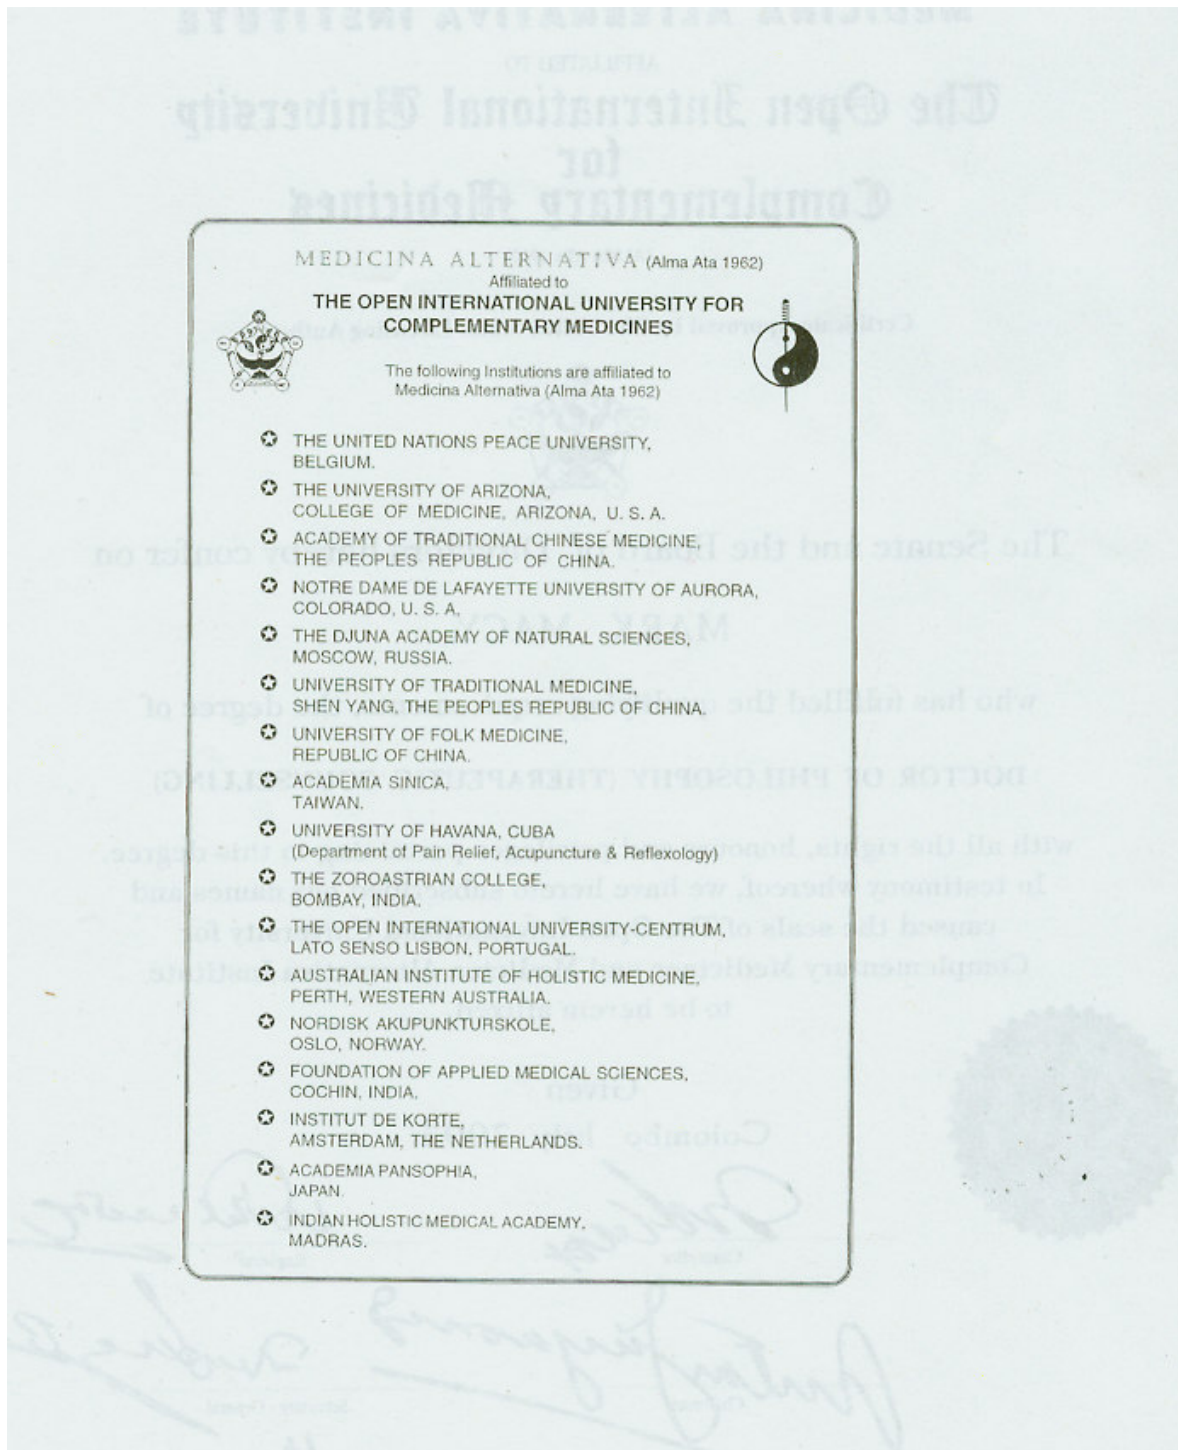 MEDICINA ALTERNATIVA (Alma Ata 1962)
Affiliated to
THE OPEN INTERNATIONAL UNIVERSITY FOR
COMPLEMENTARY MEDICINES
The following Institutions are affiliated to
Medicina Alternativa (Alma Ata 1962)
THE UNITED NATIONS PEACE UNIVERSITY,
BELGIUM.
THE UNIVERSITY OF ARIZONA,
COLLEGE OF MEDICINE, ARIZONA, U. S. A.
ACADEMY OF TRADITIONAL CHINESE MEDICINE,
THE PEOPLES REPUBLIC OF CHINA.
NOTRE DAME DE LAFAYETTE UNIVERSITY OF AURORA,
COLORADO, U. S. A,
THE DJUNA ACADEMY OF NATURAL SCIENCES,
MOSCOW, RUSSIA.
UNIVERSITY OF TRADITIONAL MEDICINE,
SHEN YANG, THE PEOPLES REPUBLIC OF CHINA.
UNIVERSITY OF FOLK MEDICINE,
REPUBLIC OF CHINA.
ACADEMIA SINICA,
TAIWAN.
UNIVERSITY OF HAVANA, CUBA
(Department of Pain Relief, Acupuncture & Reflexology)
THE ZOROASTRIAN COLLEGE,
BOMBAY, INDIA.
THE OPEN INTERNATIONAL UNIVERSITY-CENTRUM,
LATO SENSO LISBON, PORTUGAL.
AUSTRALIAN INSTITUTE OF HOLISTIC MEDICINE,
PERTH, WESTERN AUSTRALIA.
NORDISK AKUPUNKTURSKOLE,
OSLO, NORWAY.
FOUNDATION OF APPLIED MEDICAL SCIENCES,
COCHIN, INDIA.
INSTITUT DE KORTE,
AMSTERDAM, THE NETHERLANDS.
ACADEMIA PANSOPHIA,
JAPAN.
INDIAN HOLISTIC MEDICAL ACADEMY,
MADRAS.